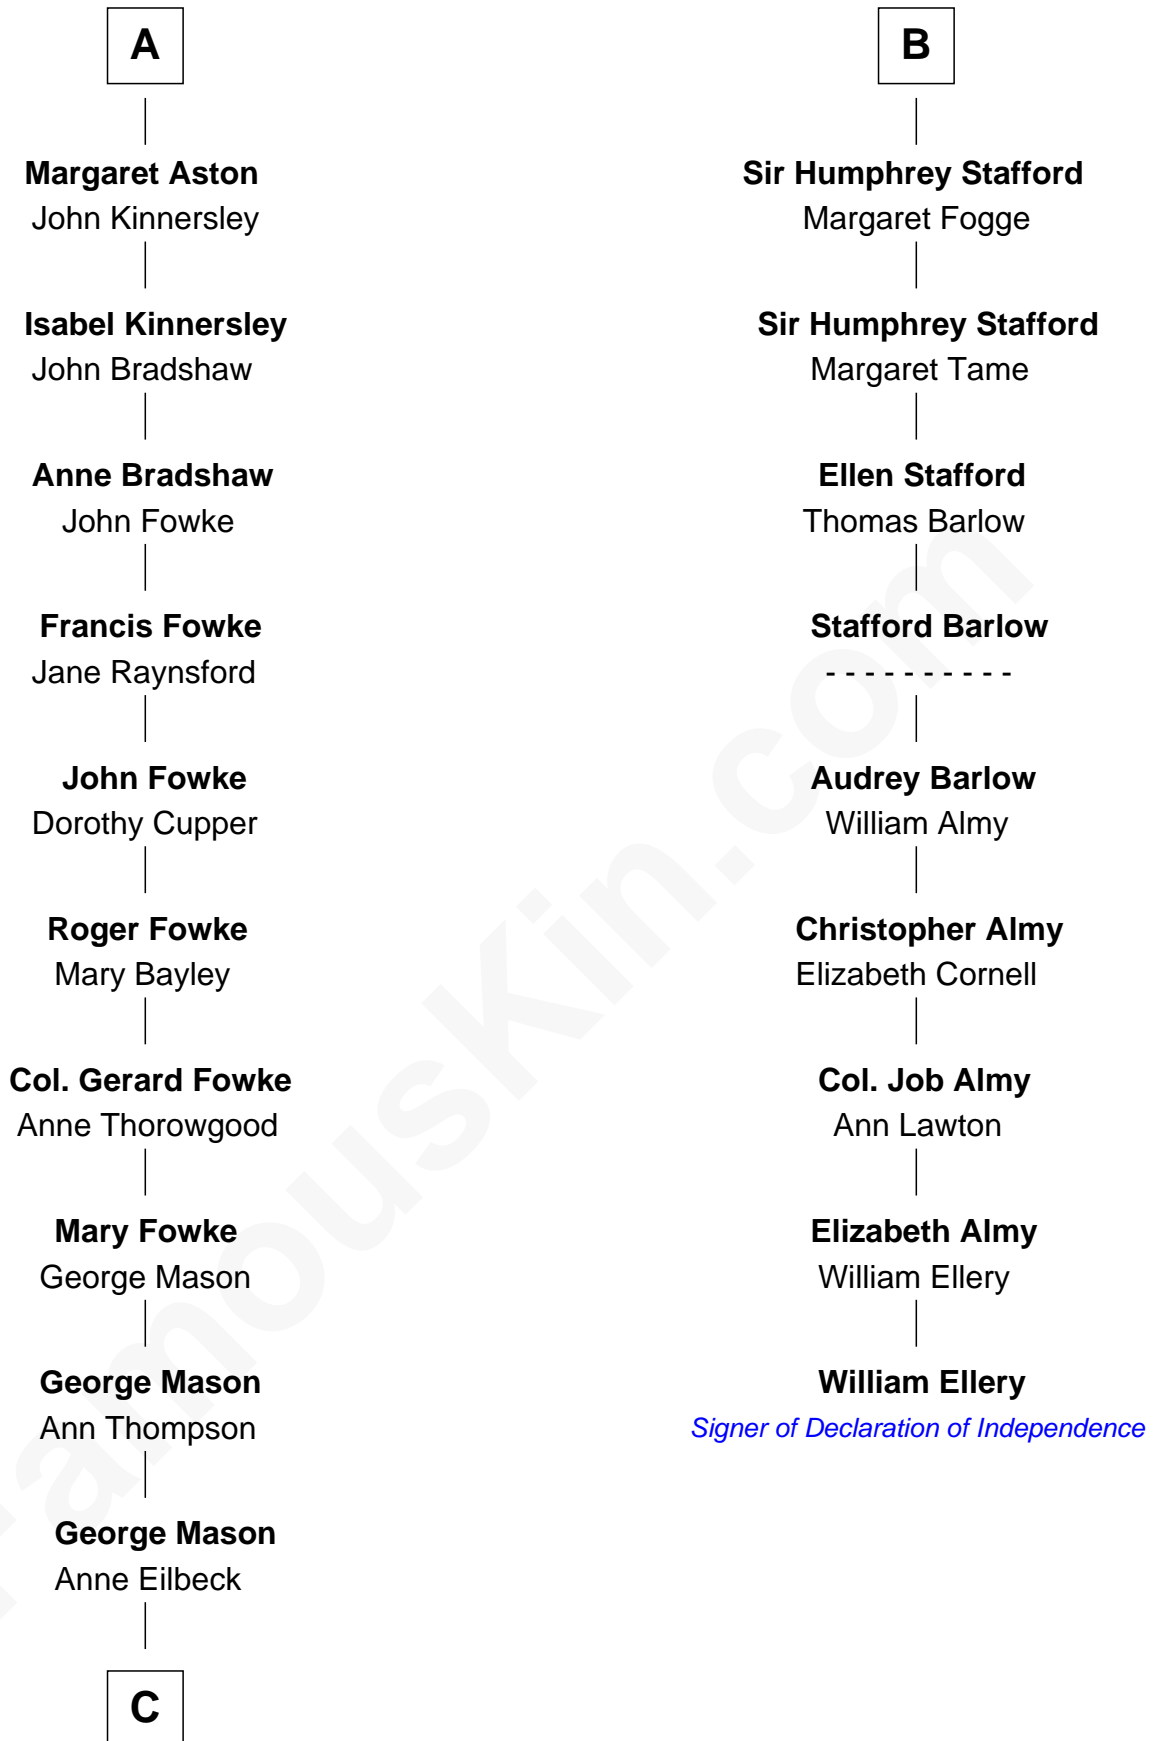 A
Margaret Aston
John Kinnersley
Isabel Kinnersley
John Bradshaw
Anne Bradshaw
John Fowke
Francis Fowke
Jane Raynsford
John Fowke
Dorothy Cupper
Roger Fowke
Mary Bayley
Col. Gerard Fowke
Anne Thorowgood
Mary Fowke
George Mason
George Mason
Ann Thompson
George Mason
Anne Eilbeck
C
B
Sir Humphrey Stafford
Margaret Fogge
Sir Humphrey Stafford
Margaret Tame
Ellen Stafford
Thomas Barlow
Stafford Barlow
- - - - - - - - - -
Audrey Barlow
William Almy
Christopher Almy
Elizabeth Cornell
Col. Job Almy
Ann Lawton
Elizabeth Almy
William Ellery
William Ellery
Signer of Declaration of Independence
FamousKin.com